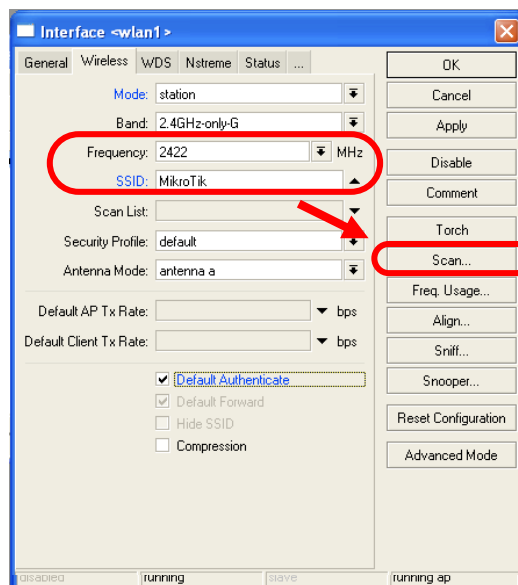 Interface <wlan1>
General Wireless WDS Nstreme Status ...
OK
Mode: station
Cancel
Band: 2.4GHz-only-G
Apply
Frequency: 2422 MHz
Disable
SSID: MikroTik
Comment
Scan List:
Torch
Security Profile: default
Scan...
Antenna Mode: antenna a
Freq. Usage...
Default AP Tx Rate: bps
Align...
Default Client Tx Rate: bps
Sniff...
Default Authenticate
Snooper...
Default Forward
Hide SSID
Reset Configuration
Compression
Advanced Mode
disabled running slave running ap